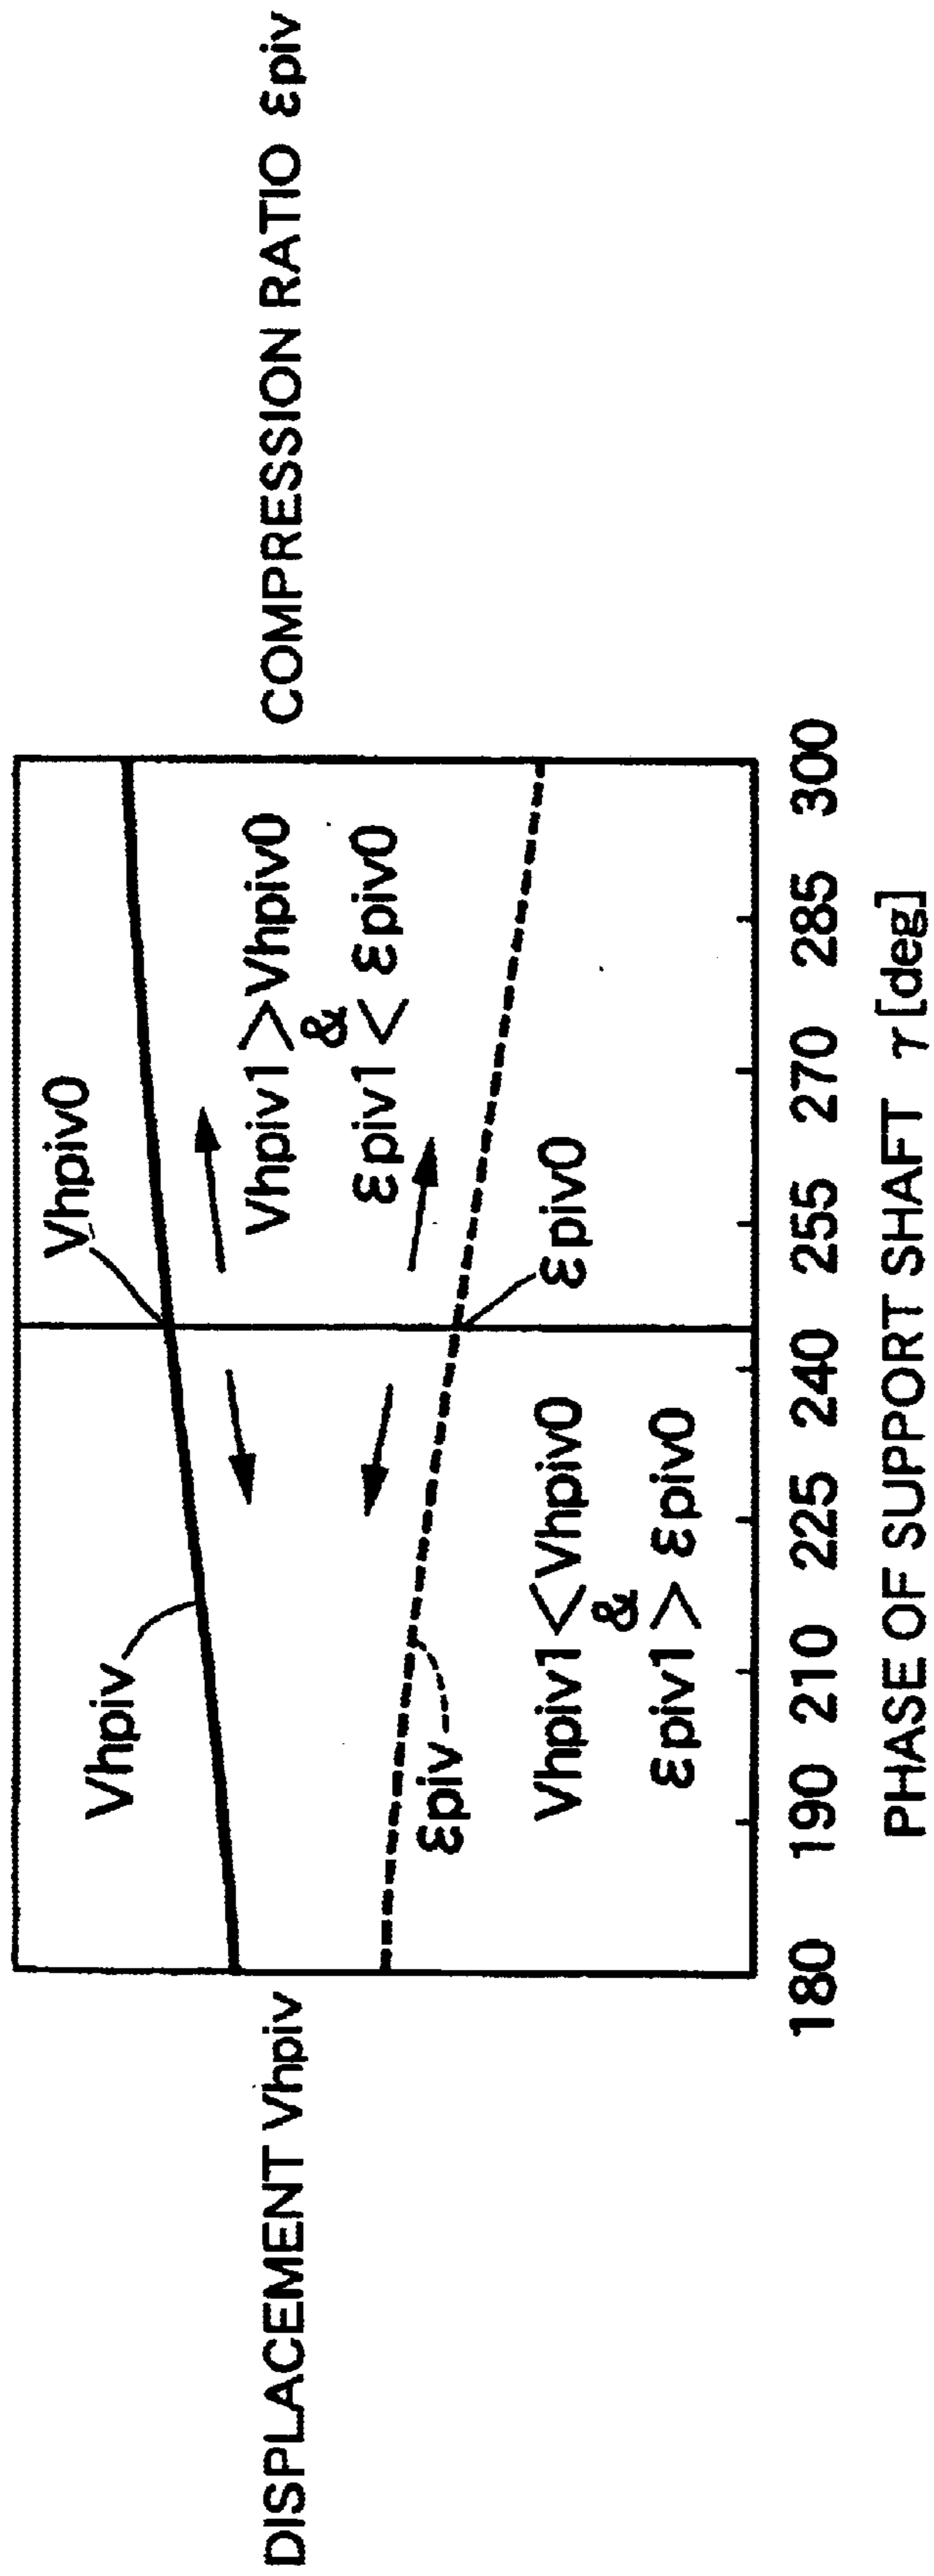 DISPLACEMENT Vhpiv
COMPRESSION RATIO εpiv
Vhpiv
Vhpiv0
Vhpiv1 >Vhpiv0
&
εpiv1 < εpiv0
εpiv
εpiv0
Vhpiv1<Vhpiv0
&
εpiv1> εpiv0
180 190 210 225 240 255 270 285 300
PHASE OF SUPPORT SHAFT γ[deg]